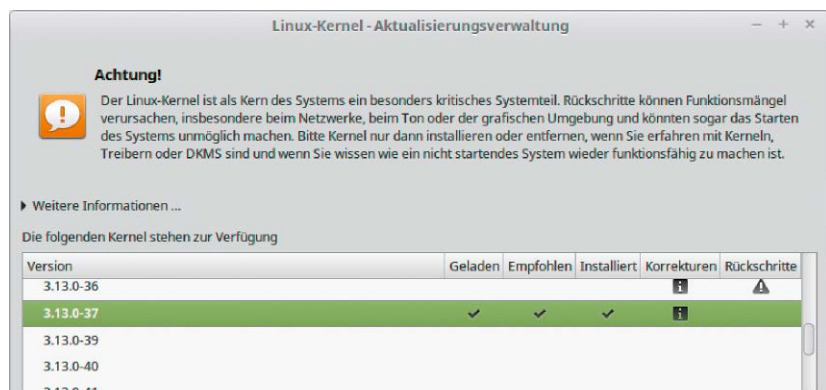 Linux-Kernel - Aktualisierungsverwaltung
Achtung!
Der Linux-Kernel ist als Kern des Systems ein besonders kritisches Systemteil. Rückschritte können Funktionsmängel
verursachen, insbesondere beim Netzwerke, beim Ton oder der grafischen Umgebung und könnten sogar das Starten
des Systems unmöglich machen. Bitte Kernel nur dann installieren oder entfernen, wenn Sie erfahren mit Kerneln,
Treibern oder DKMS sind und wenn Sie wissen wie ein nicht startendes System wieder funktionsfähig zu machen ist.
Weitere Informationen ...
Die folgenden Kernel stehen zur Verfügung
Version Geladen Empfohlen Installiert Korrekturen Rückschritte
3.13.0-36
3.13.0-37
3.13.0-39
3.13.0-40